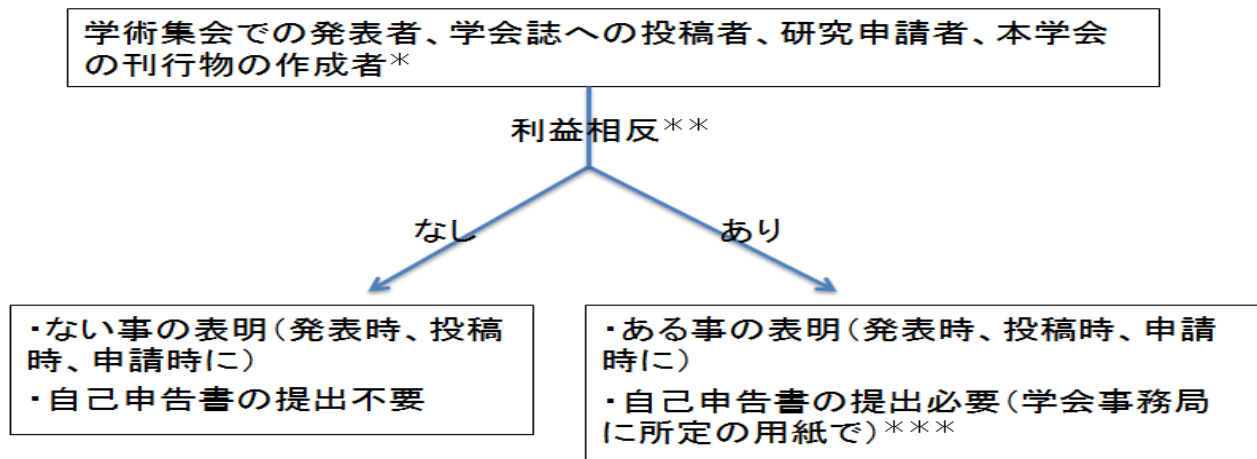 学術集会での発表者、学会誌への投稿者、研究申請者、本学会
の刊行物の作成者*
利益相反**
なし
あり
・ない事の表明(発表時、投稿
時、申請時に)
・自己申告書の提出不要
・ある事の表明(発表時、投稿時、申請
時に)
・自己申告書の提出必要(学会事務局
に所定の用紙で)***